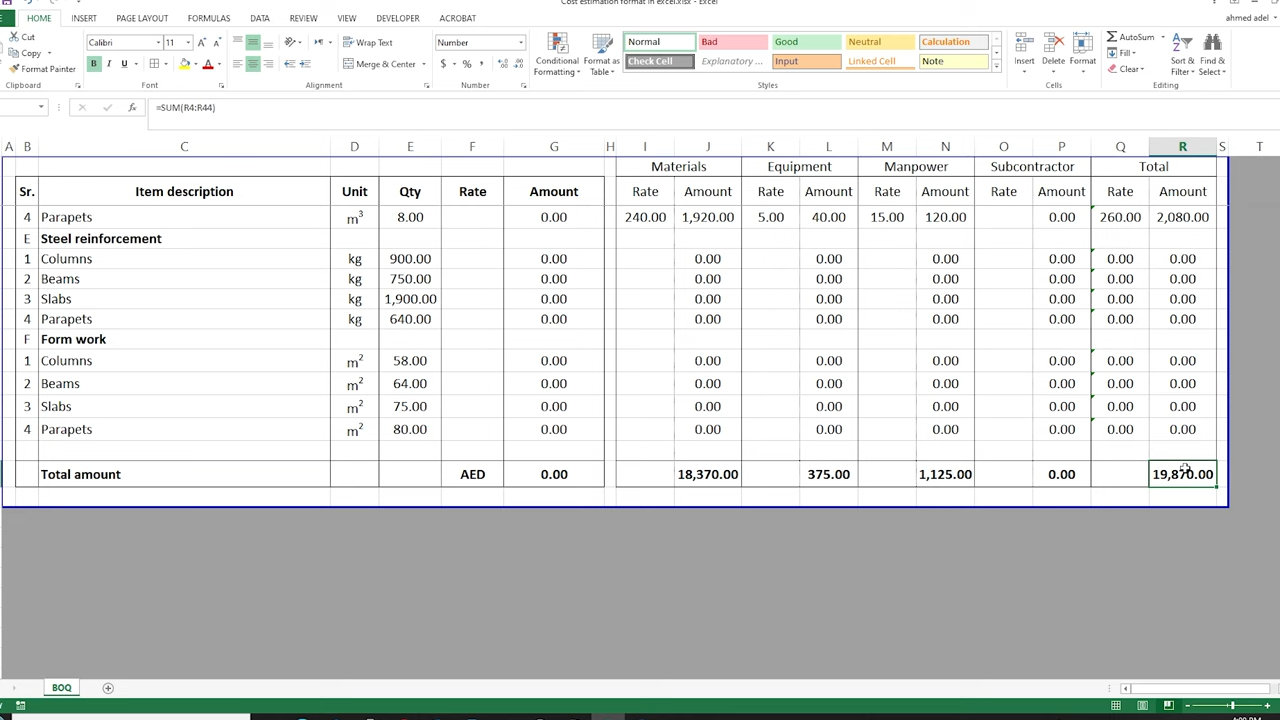 Cost estimation format in excel.xlsx - Excel
HOME INSERT PAGE LAYOUT FORMULAS DATA REVIEW VIEW DEVELOPER ACROBAT ahmed adel
Cut
Copy
Format Painter
Clipboard
Calibri 11
B I U
Font
Wrap Text
Merge & Center
Alignment
Number
$ % ,
Number
Conditional Formatting
Format as Table
Normal Bad Good Neutral Calculation
Check Cell Explanatory ... Input Linked Cell Note
Styles
Insert Delete Format
Cells
AutoSum
Fill
Clear
Sort & Filter
Find & Select
Editing
fx =SUM(R4:R44)
A B C D E F G H I J K L M N O P Q R S T
Materials Equipment Manpower Subcontractor Total
Sr. Item description Unit Qty Rate Amount Rate Amount Rate Amount Rate Amount Rate Amount Rate Amount
4 Parapets m³ 8.00 0.00 240.00 1,920.00 5.00 40.00 15.00 120.00 0.00 260.00 2,080.00
E Steel reinforcement
1 Columns kg 900.00 0.00 0.00 0.00 0.00 0.00 0.00 0.00
2 Beams kg 750.00 0.00 0.00 0.00 0.00 0.00 0.00 0.00
3 Slabs kg 1,900.00 0.00 0.00 0.00 0.00 0.00 0.00 0.00
4 Parapets kg 640.00 0.00 0.00 0.00 0.00 0.00 0.00 0.00
F Form work
1 Columns m² 58.00 0.00 0.00 0.00 0.00 0.00 0.00 0.00
2 Beams m² 64.00 0.00 0.00 0.00 0.00 0.00 0.00 0.00
3 Slabs m² 75.00 0.00 0.00 0.00 0.00 0.00 0.00 0.00
4 Parapets m² 80.00 0.00 0.00 0.00 0.00 0.00 0.00 0.00
Total amount AED 0.00 18,370.00 375.00 1,125.00 0.00 19,870.00
BOQ